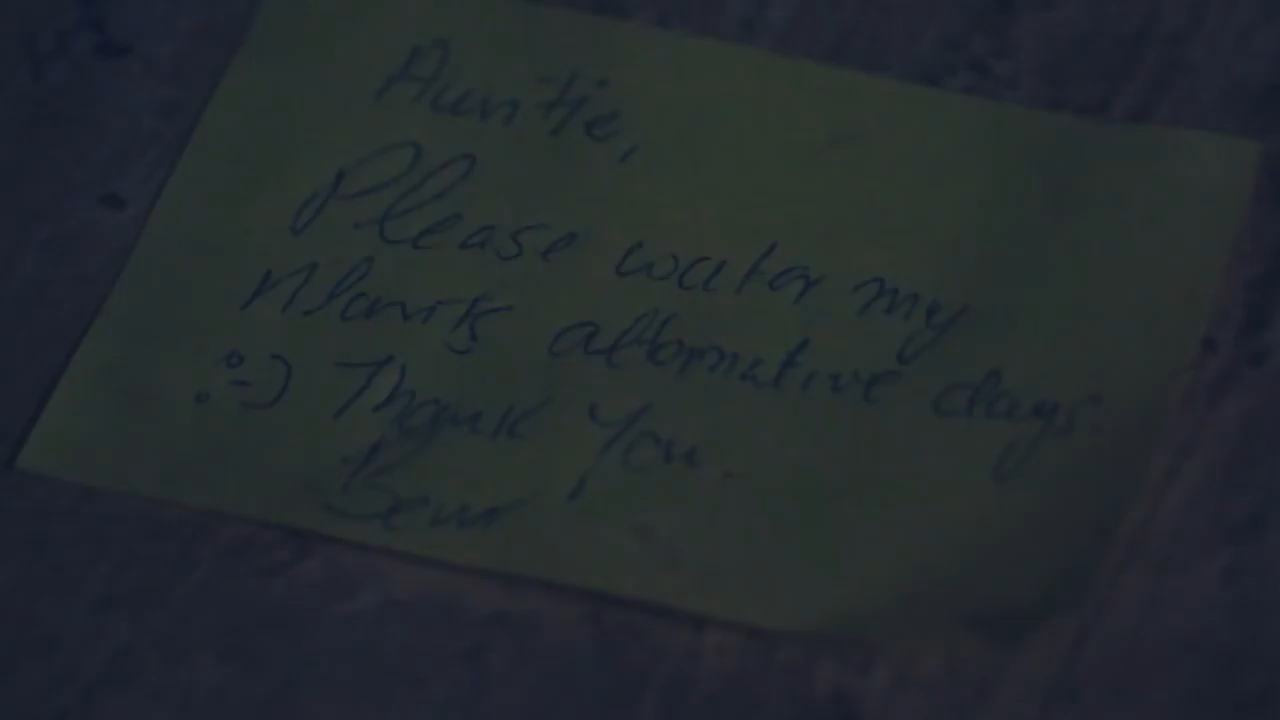 Auntie,
Please water my
Plants alternative days.
:-) Thank You.